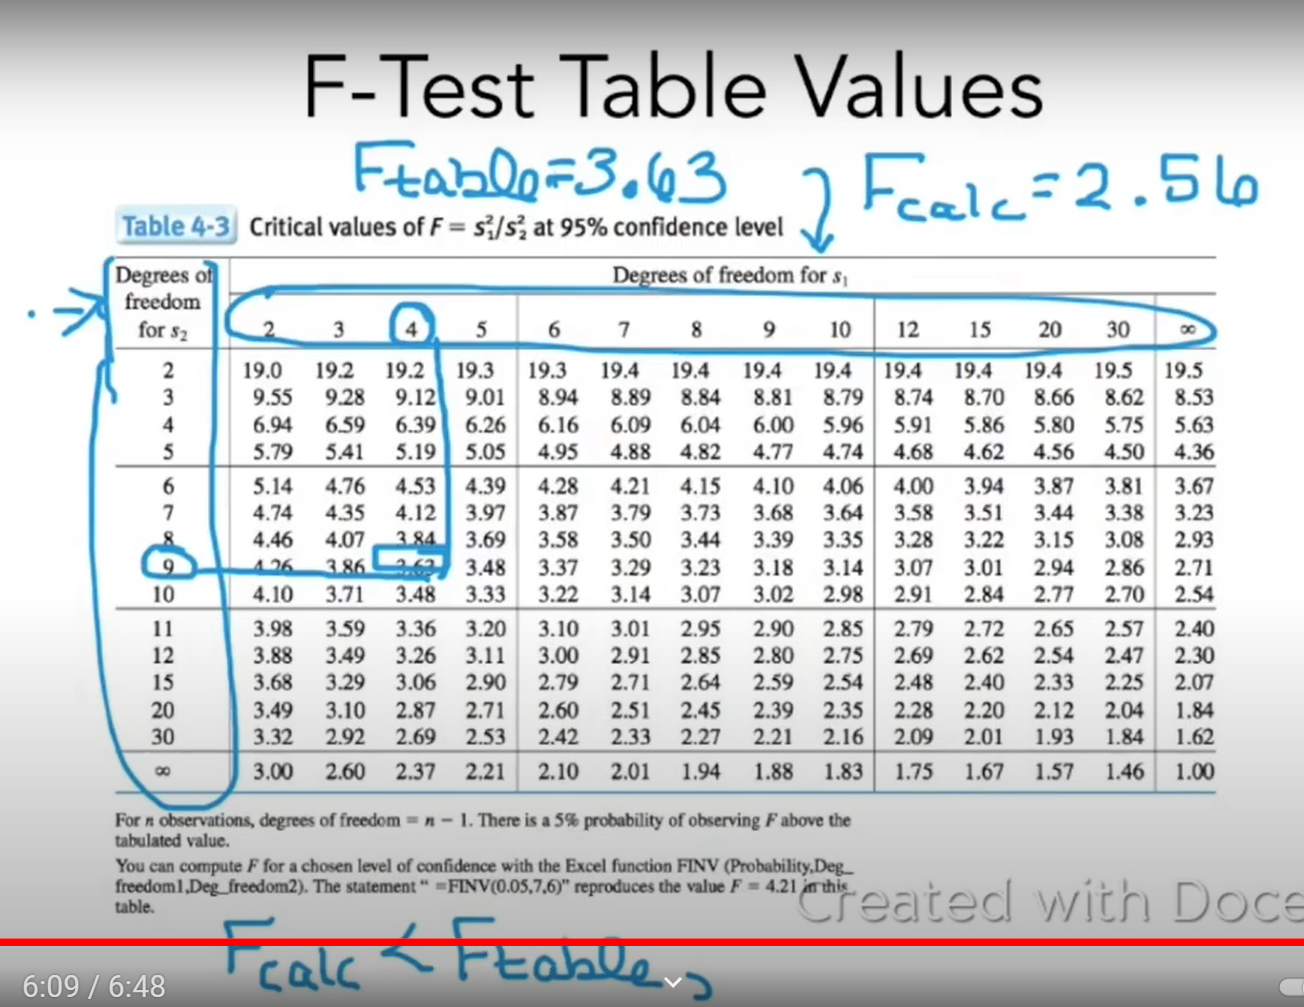 F-Test Table Values
Ftable=3.63 Fcalc=2.56
Table 4-3 Critical values of F = s₁²/s₂² at 95% confidence level
Degrees of freedom for s₂ Degrees of freedom for s₁
2 3 4 5 6 7 8 9 10 12 15 20 30 ∞
2 19.0 19.2 19.2 19.3 19.3 19.4 19.4 19.4 19.4 19.4 19.4 19.4 19.5 19.5
3 9.55 9.28 9.12 9.01 8.94 8.89 8.84 8.81 8.79 8.74 8.70 8.66 8.62 8.53
4 6.94 6.59 6.39 6.26 6.16 6.09 6.04 6.00 5.96 5.91 5.86 5.80 5.75 5.63
5 5.79 5.41 5.19 5.05 4.95 4.88 4.82 4.77 4.74 4.68 4.62 4.56 4.50 4.36
6 5.14 4.76 4.53 4.39 4.28 4.21 4.15 4.10 4.06 4.00 3.94 3.87 3.81 3.67
7 4.74 4.35 4.12 3.97 3.87 3.79 3.73 3.68 3.64 3.58 3.51 3.44 3.38 3.23
8 4.46 4.07 3.84 3.69 3.58 3.50 3.44 3.39 3.35 3.28 3.22 3.15 3.08 2.93
9 4.26 3.86 3.63 3.48 3.37 3.29 3.23 3.18 3.14 3.07 3.01 2.94 2.86 2.71
10 4.10 3.71 3.48 3.33 3.22 3.14 3.07 3.02 2.98 2.91 2.84 2.77 2.70 2.54
11 3.98 3.59 3.36 3.20 3.10 3.01 2.95 2.90 2.85 2.79 2.72 2.65 2.57 2.40
12 3.88 3.49 3.26 3.11 3.00 2.91 2.85 2.80 2.75 2.69 2.62 2.54 2.47 2.30
15 3.68 3.29 3.06 2.90 2.79 2.71 2.64 2.59 2.54 2.48 2.40 2.33 2.25 2.07
20 3.49 3.10 2.87 2.71 2.60 2.51 2.45 2.39 2.35 2.28 2.20 2.12 2.04 1.84
30 3.32 2.92 2.69 2.53 2.42 2.33 2.27 2.21 2.16 2.09 2.01 1.93 1.84 1.62
∞ 3.00 2.60 2.37 2.21 2.10 2.01 1.94 1.88 1.83 1.75 1.67 1.57 1.46 1.00
For n observations, degrees of freedom = n − 1. There is a 5% probability of observing F above the
tabulated value.
You can compute F for a chosen level of confidence with the Excel function FINV (Probability,Deg_
freedom1,Deg_freedom2). The statement “ =FINV(0.05,7,6)” reproduces the value F = 4.21 in this
table.
Created with Doce
Fcalc < Ftable,
6:09 / 6:48